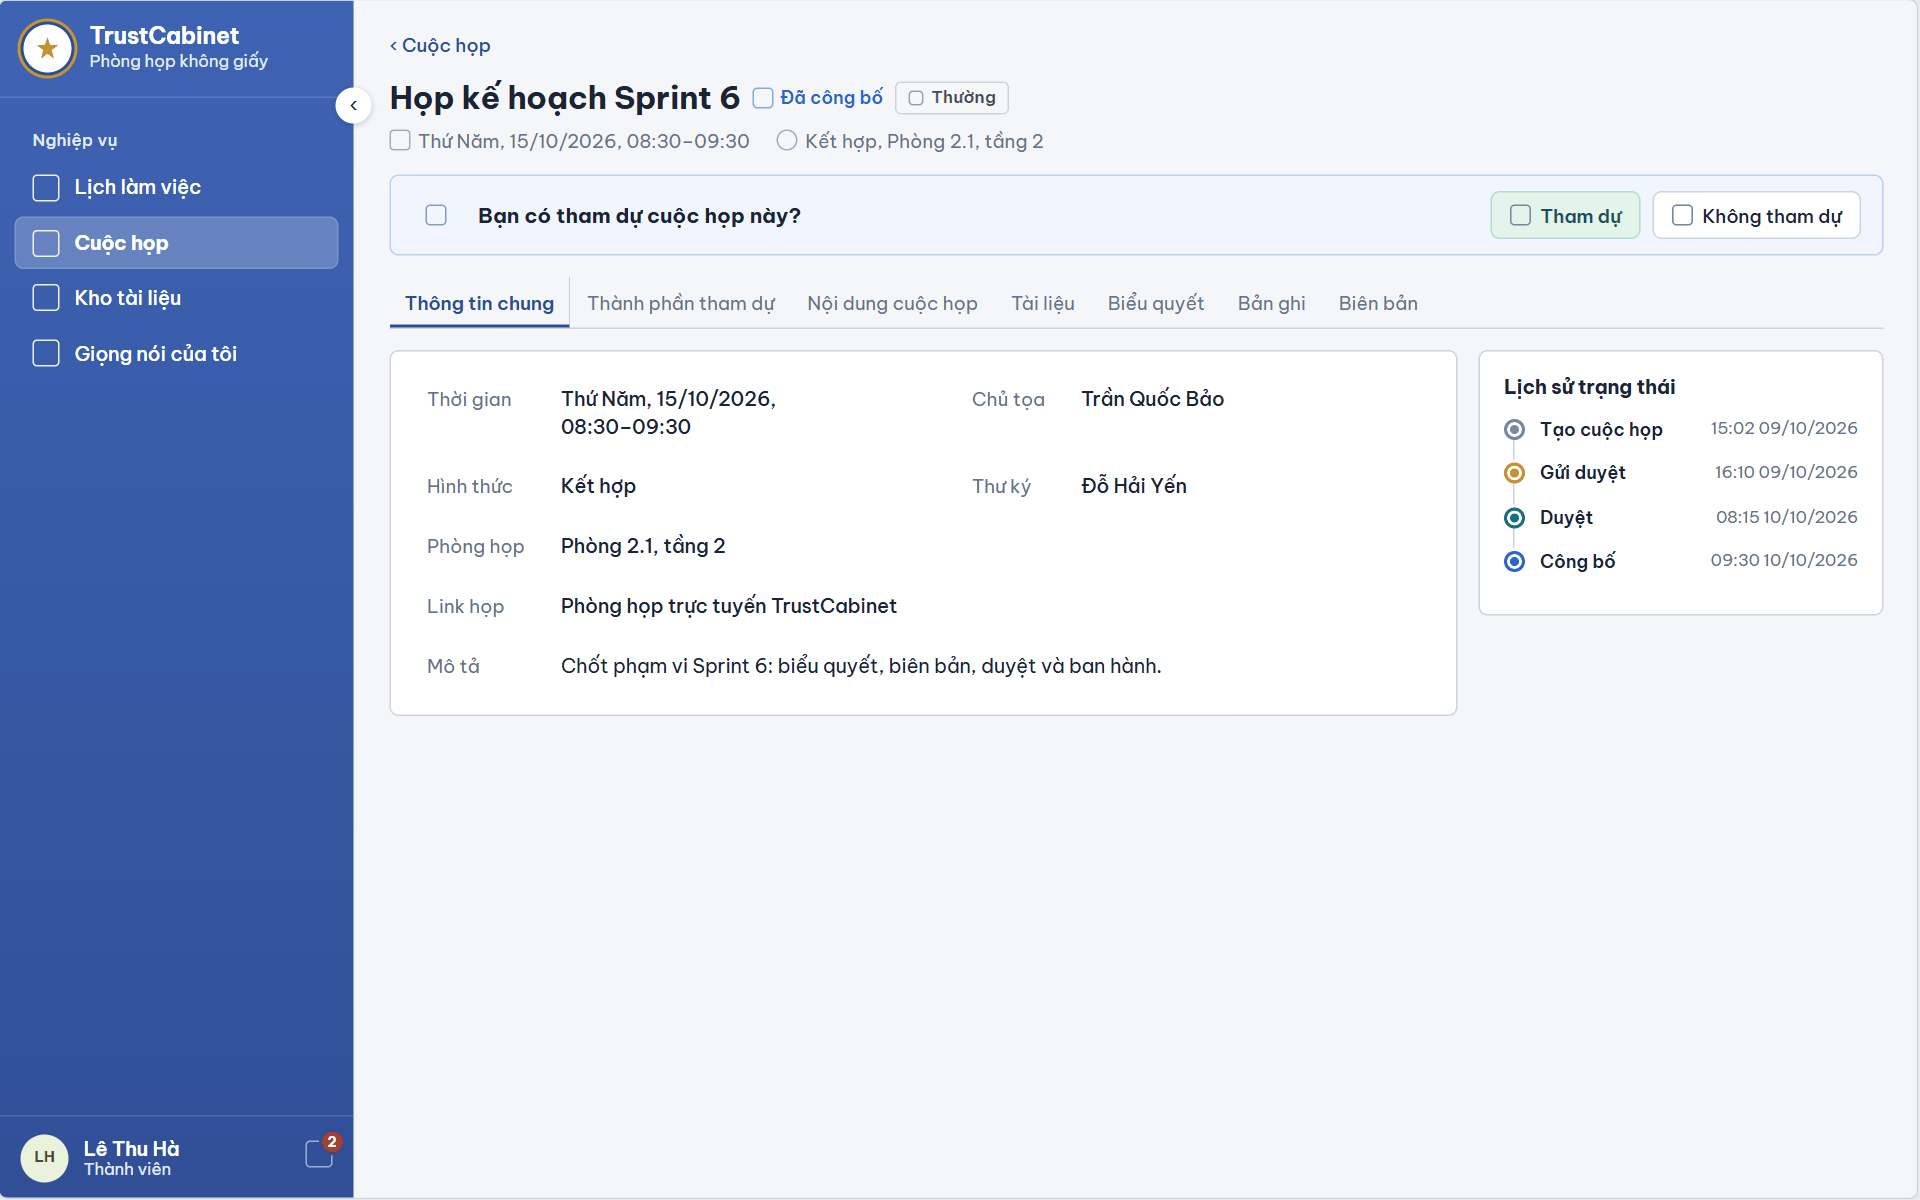 TrustCabinet
Phòng họp không giấy
Nghiệp vụ
Lịch làm việc
Cuộc họp
Kho tài liệu
Giọng nói của tôi
LH
Lê Thu Hà
Thành viên
2
‹ Cuộc họp
Họp kế hoạch Sprint 6
Đã công bố
Thường
Thứ Năm, 15/10/2026, 08:30–09:30
Kết hợp, Phòng 2.1, tầng 2
Bạn có tham dự cuộc họp này?
Tham dự
Không tham dự
Thông tin chung
Thành phần tham dự
Nội dung cuộc họp
Tài liệu
Biểu quyết
Bản ghi
Biên bản
Thời gian
Thứ Năm, 15/10/2026,
08:30–09:30
Chủ tọa
Trần Quốc Bảo
Hình thức
Kết hợp
Thư ký
Đỗ Hải Yến
Phòng họp
Phòng 2.1, tầng 2
Link họp
Phòng họp trực tuyến TrustCabinet
Mô tả
Chốt phạm vi Sprint 6: biểu quyết, biên bản, duyệt và ban hành.
Lịch sử trạng thái
Tạo cuộc họp
15:02 09/10/2026
Gửi duyệt
16:10 09/10/2026
Duyệt
08:15 10/10/2026
Công bố
09:30 10/10/2026